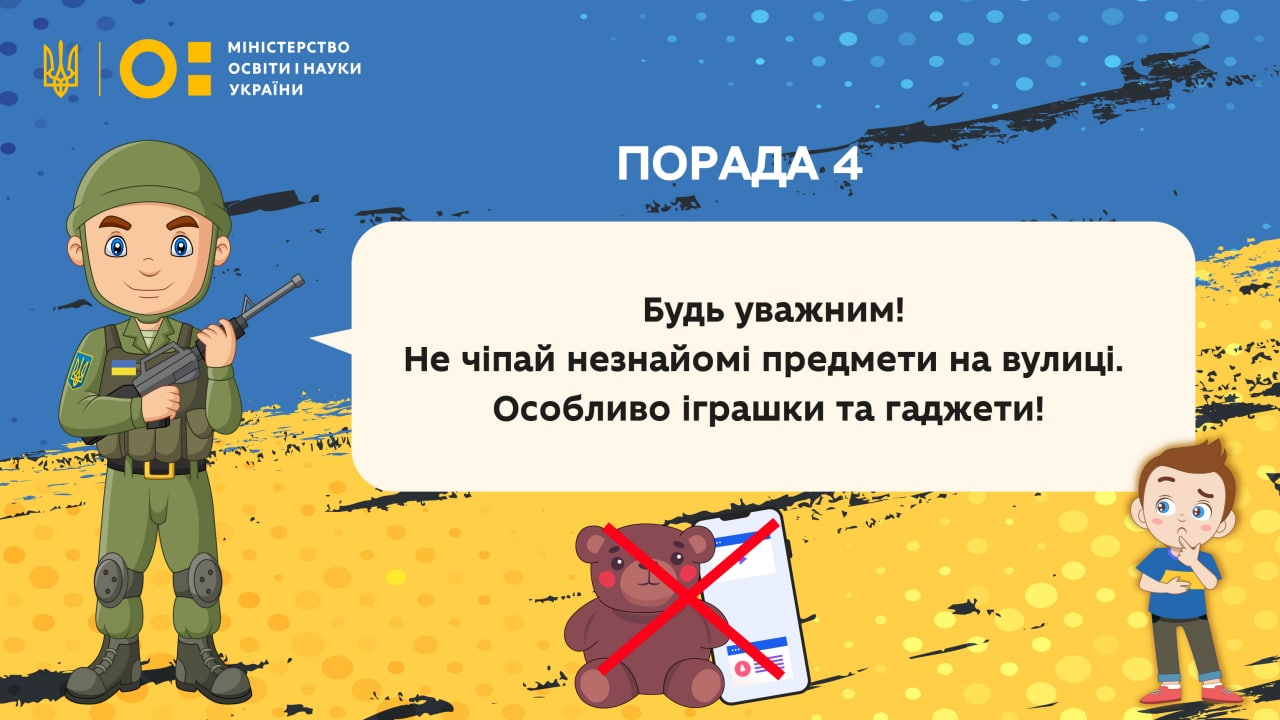 МІНІСТЕРСТВО
ОСВІТИ І НАУКИ
УКРАЇНИ
ПОРАДА 4
Будь уважним!
Не чіпай незнайомі предмети на вулиці.
Особливо іграшки та гаджети!